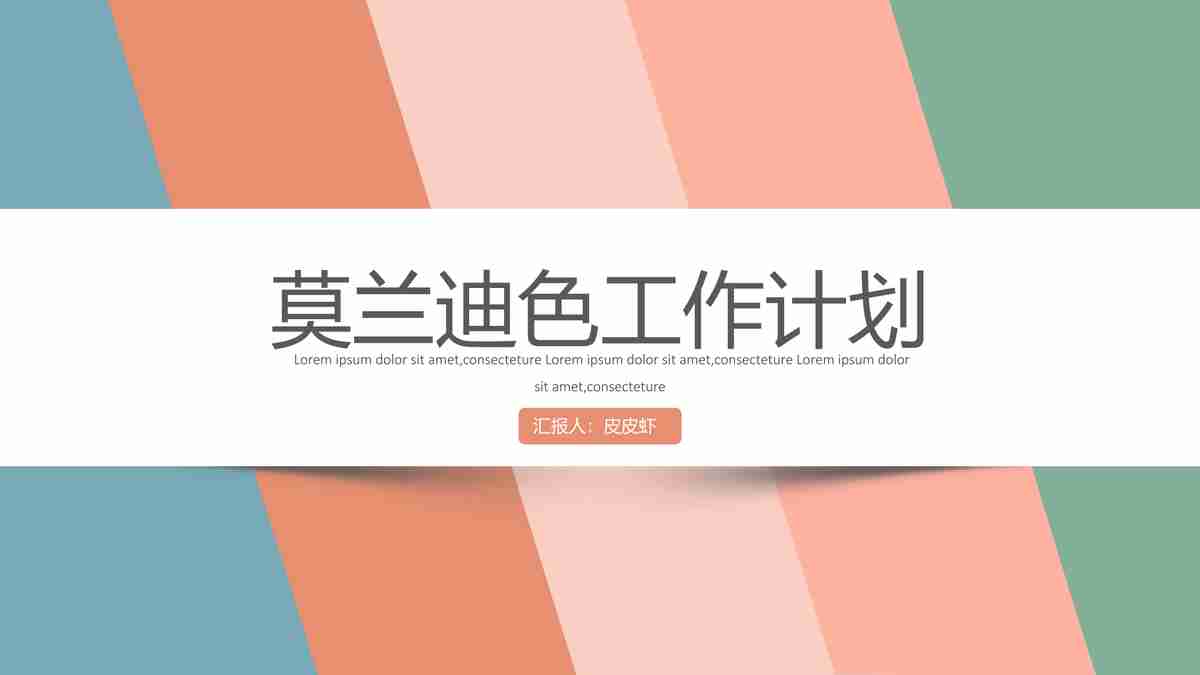 莫兰迪色工作计划
Lorem ipsum dolor sit amet,consecteture Lorem ipsum dolor sit amet,consecteture Lorem ipsum dolor
sit amet,consecteture
汇报人：皮皮虾